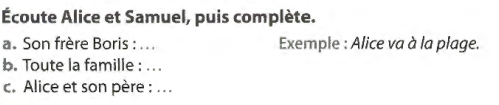 Écoute Alice et Samuel, puis complète.
a. Son frère Boris : ... Exemple : Alice va à la plage.
b. Toute la famille : ...
c. Alice et son père : ...